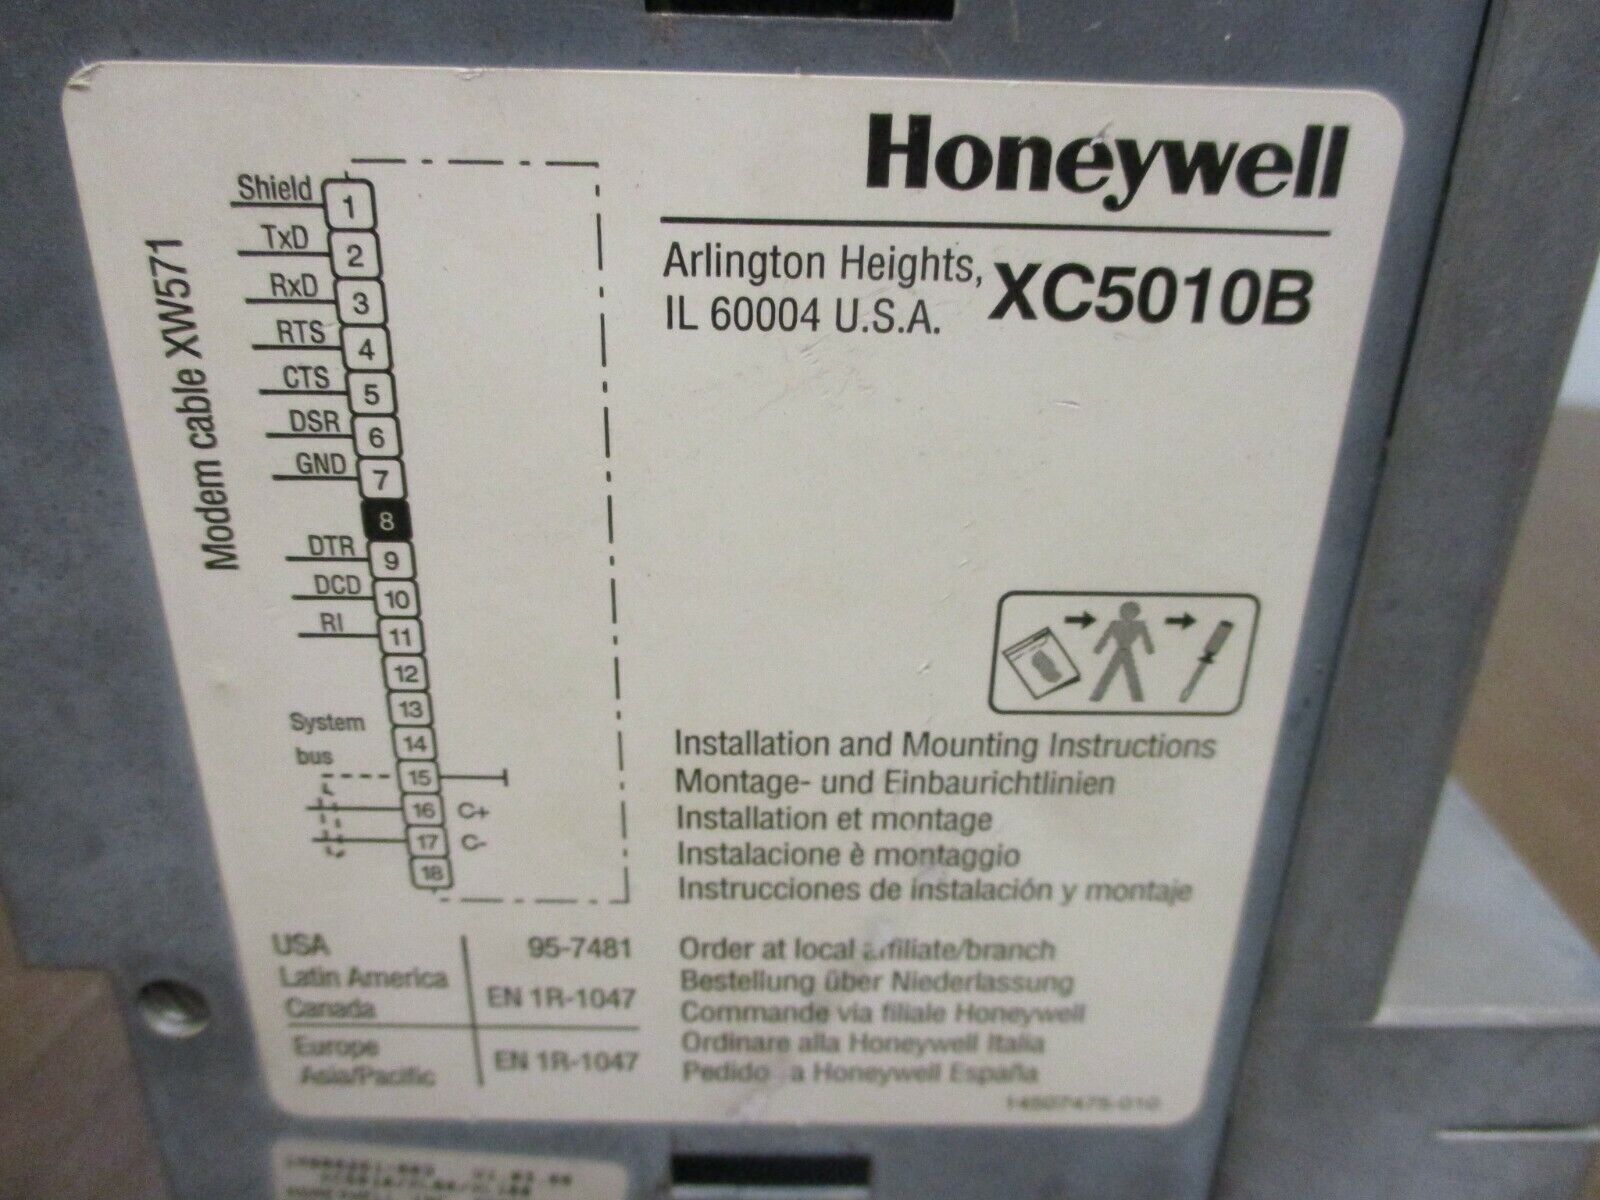 Honeywell
Arlington Heights,
IL 60004 U.S.A.
XC5010B
Modem cable XW571
Shield 1
TxD 2
RxD 3
RTS 4
CTS 5
DSR 6
GND 7
8
DTR 9
DCD 10
RI 11
12
13
14
System
bus
15
16 C+
17 C-
18
Installation and Mounting Instructions
Montage- und Einbaurichtlinien
Installation et montage
Instalacione è montaggio
Instrucciones de instalación y montaje
USA 95-7481
Latin America
Canada
EN 1R-1047
Europe
Asia/Pacific
EN 1R-1047
Order at local affiliate/branch
Bestellung über Niederlassung
Commande via filiale Honeywell
Ordinare alla Honeywell Italia
Pedido a Honeywell España
14507475-010